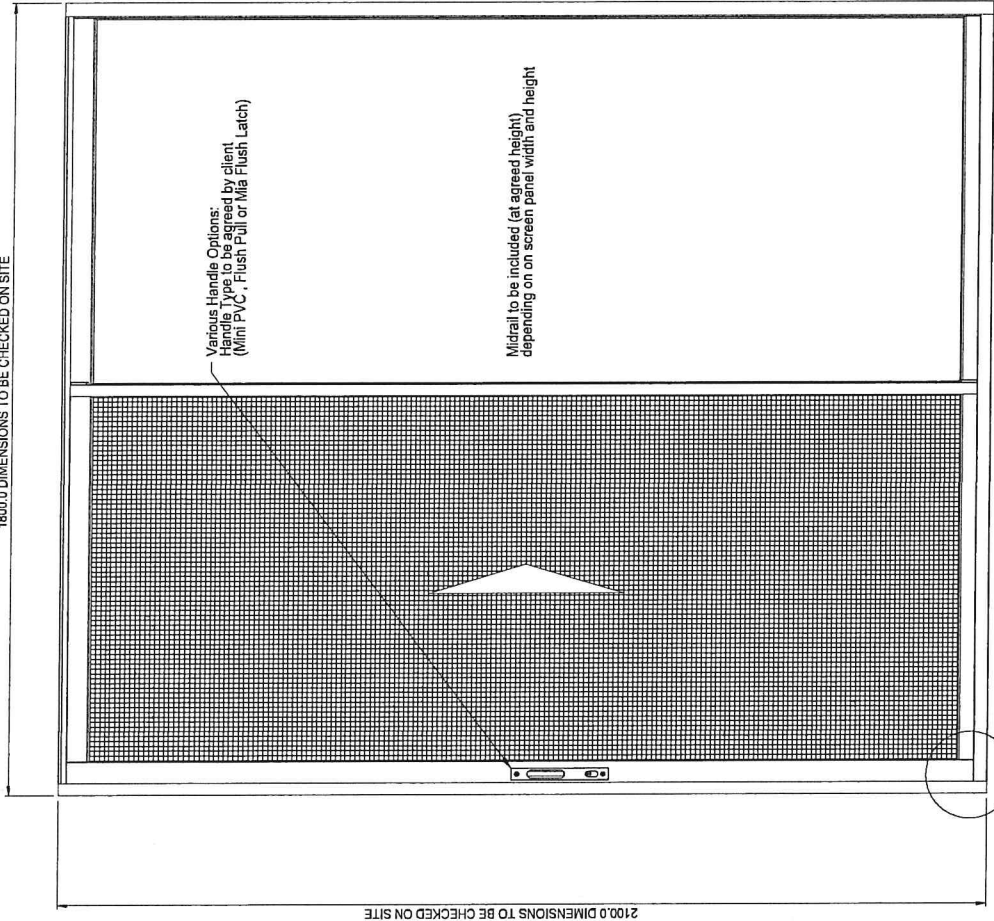 1800.0 DIMENSIONS TO BE CHECKED ON SITE
Various Handle Options:
Handle Type to be agreed by client
(Mini PVC , Flush Pull or Mia Flush Latch)
Midrail to be included (at agreed height)
depending on on screen panel width and height
2100.0 DIMENSIONS TO BE CHECKED ON SITE